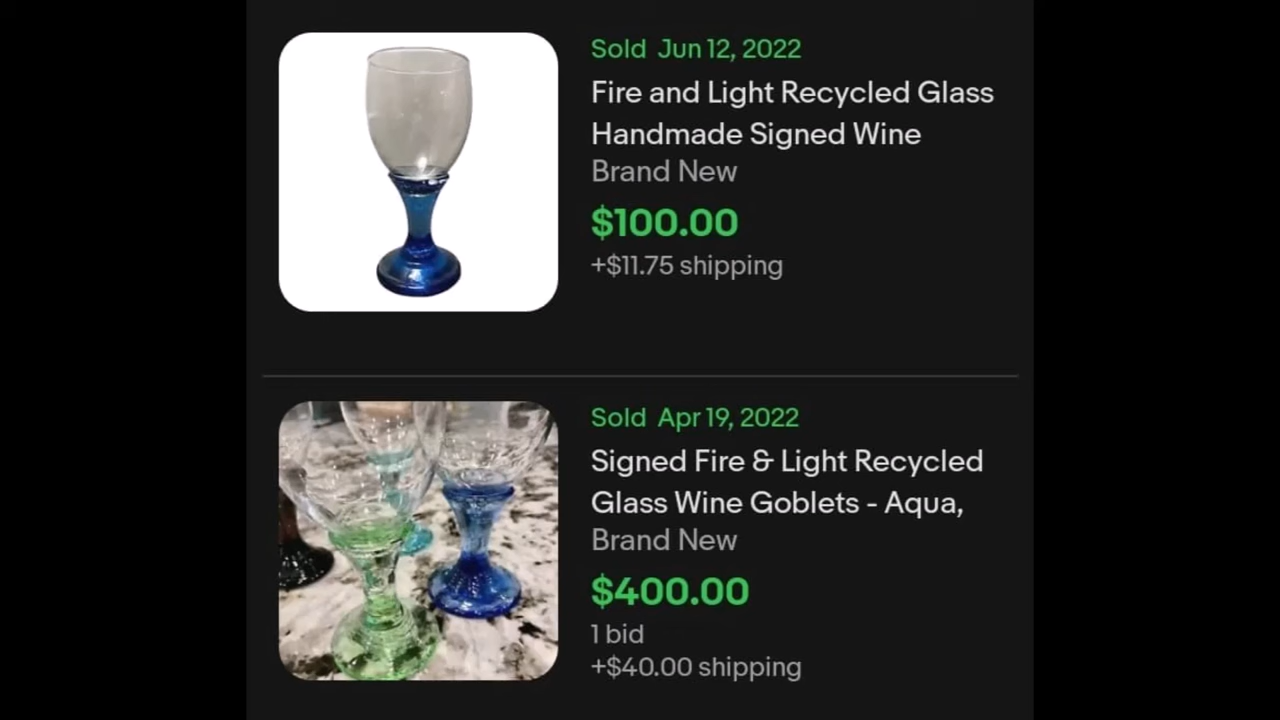 Sold Jun 12, 2022
Fire and Light Recycled Glass
Handmade Signed Wine
Brand New
$100.00
+$11.75 shipping
Sold Apr 19, 2022
Signed Fire & Light Recycled
Glass Wine Goblets - Aqua,
Brand New
$400.00
1 bid
+$40.00 shipping